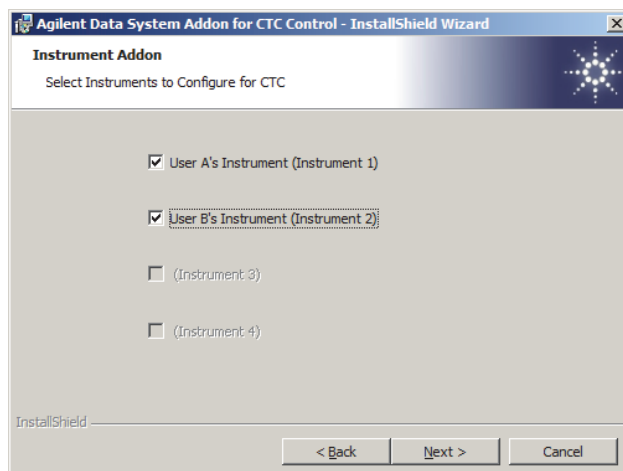 Agilent Data System Addon for CTC Control - InstallShield Wizard
Instrument Addon
Select Instruments to Configure for CTC
User A's Instrument (Instrument 1)
User B's Instrument (Instrument 2)
(Instrument 3)
(Instrument 4)
InstallShield
< Back Next > Cancel